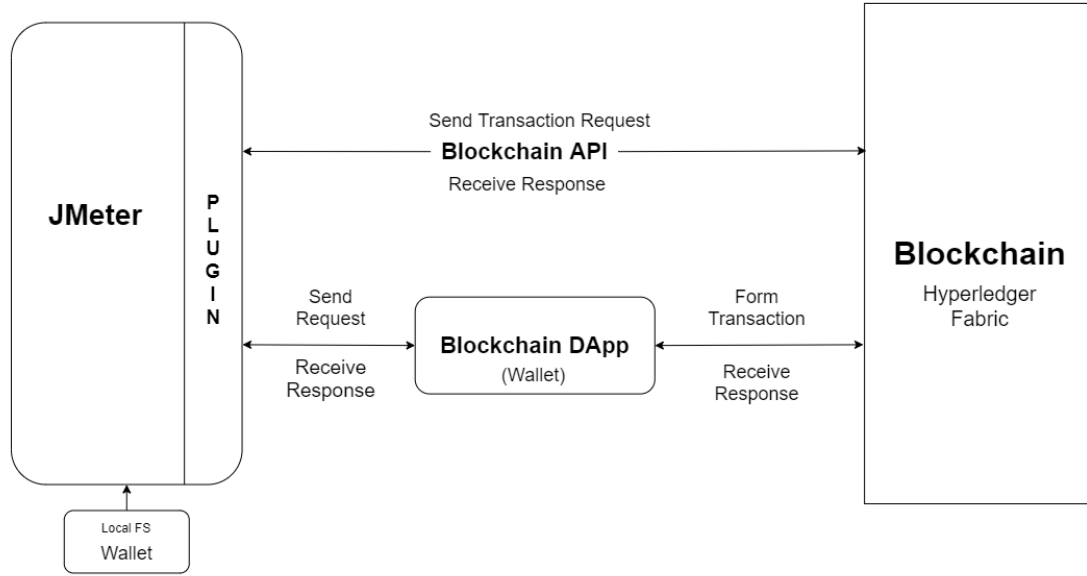 JMeter
P
L
U
G
I
N
Send Transaction Request
Blockchain API
Receive Response
Send
Request
Receive
Response
Blockchain DApp
(Wallet)
Form
Transaction
Receive
Response
Blockchain
Hyperledger
Fabric
Local FS
Wallet